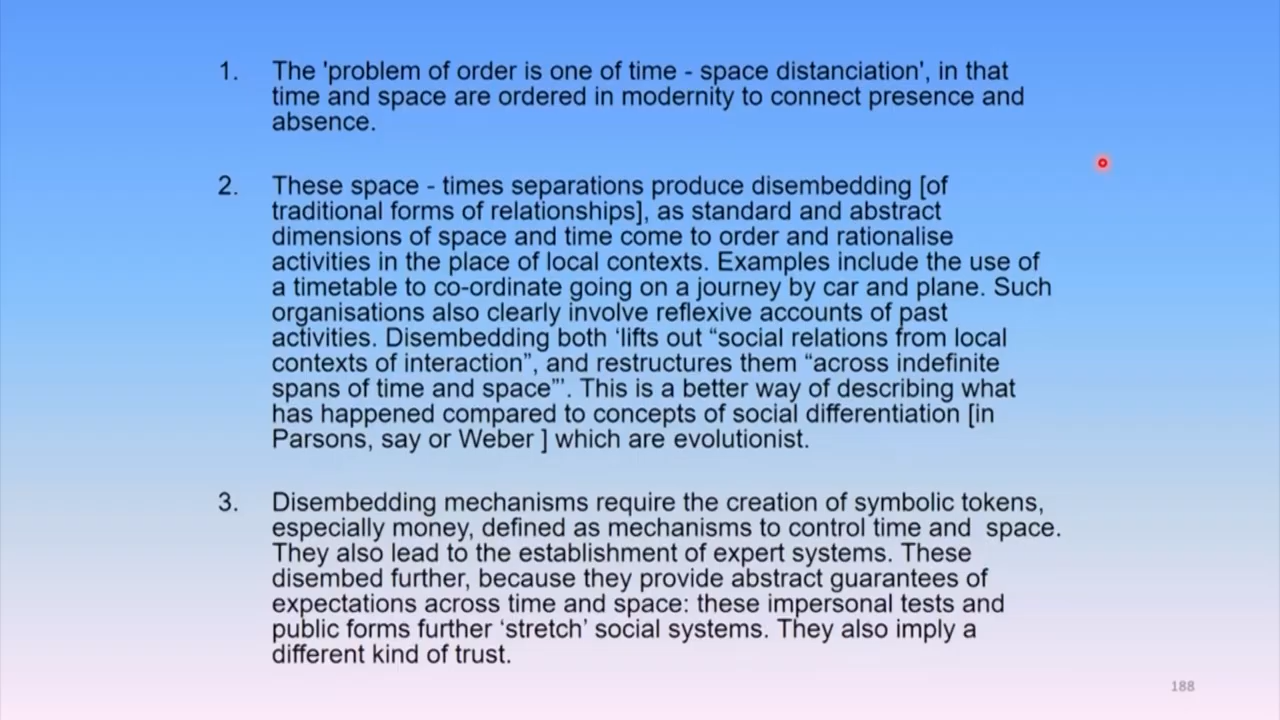 1. The 'problem of order is one of time - space distanciation', in that
time and space are ordered in modernity to connect presence and
absence.
2. These space - times separations produce disembedding [of
traditional forms of relationships], as standard and abstract
dimensions of space and time come to order and rationalise
activities in the place of local contexts. Examples include the use of
a timetable to co-ordinate going on a journey by car and plane. Such
organisations also clearly involve reflexive accounts of past
activities. Disembedding both ‘lifts out “social relations from local
contexts of interaction”, and restructures them “across indefinite
spans of time and space”’. This is a better way of describing what
has happened compared to concepts of social differentiation [in
Parsons, say or Weber ] which are evolutionist.
3. Disembedding mechanisms require the creation of symbolic tokens,
especially money, defined as mechanisms to control time and  space.
They also lead to the establishment of expert systems. These
disembed further, because they provide abstract guarantees of
expectations across time and space: these impersonal tests and
public forms further ‘stretch’ social systems. They also imply a
different kind of trust.
188